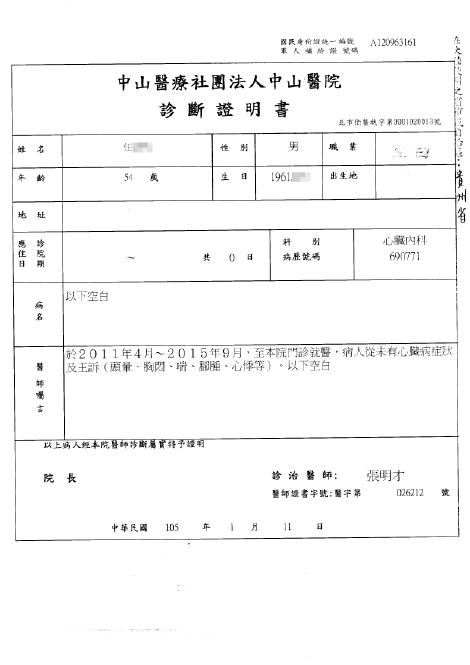 國民身份證統一編號
軍人補給證號碼 A120963161
中山醫療社團法人中山醫院
診斷證明書
北市衛醫執字第0001020013號
姓名 任 性別 男 職業
年齡 54 歲 生日 1961 出生地
地址
應診住院日期 ~ 共 0 日 科別 心臟內科
病歷號碼 690771
病名 以下空白
醫師囑言 於2011年4月～2015年9月，至本院門診就醫，病人從未有心臟病症狀
及主訴（頭暈、胸悶、喘、腳腫、心悸等）。以下空白
以上病人經本院醫師診斷屬實特予證明
院長 診治醫師： 張明才
醫師證書字號：醫字第 026212 號
中華民國 105 年 1 月 11 日
貴州省